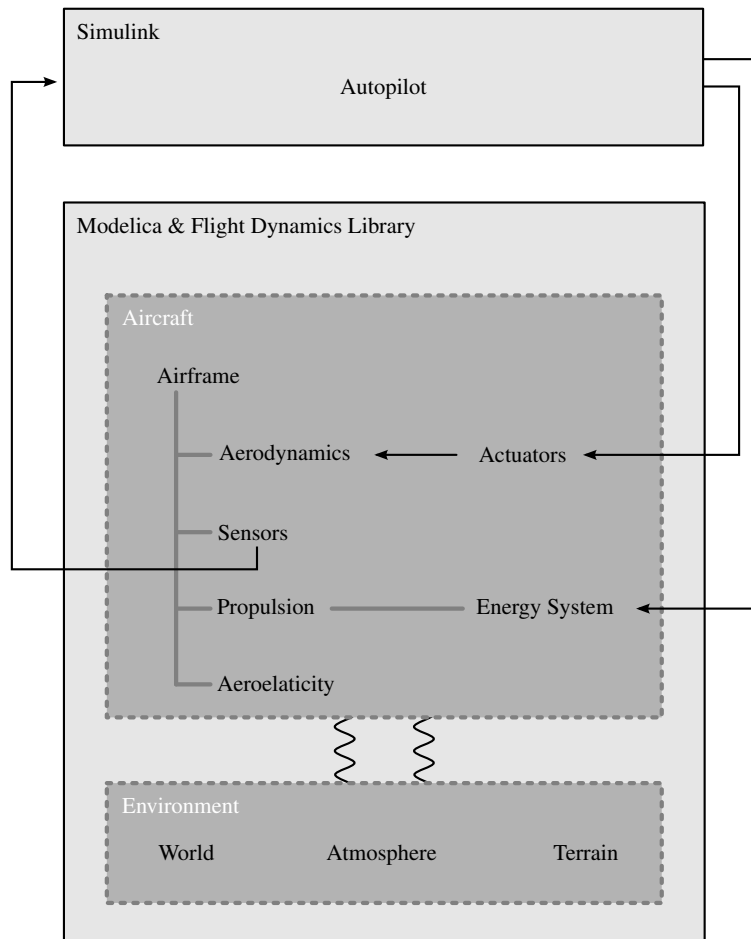 Simulink
Autopilot
Modelica & Flight Dynamics Library
Aircraft
Airframe
Aerodynamics
Actuators
Sensors
Propulsion
Energy System
Aeroelaticity
Environment
World
Atmosphere
Terrain